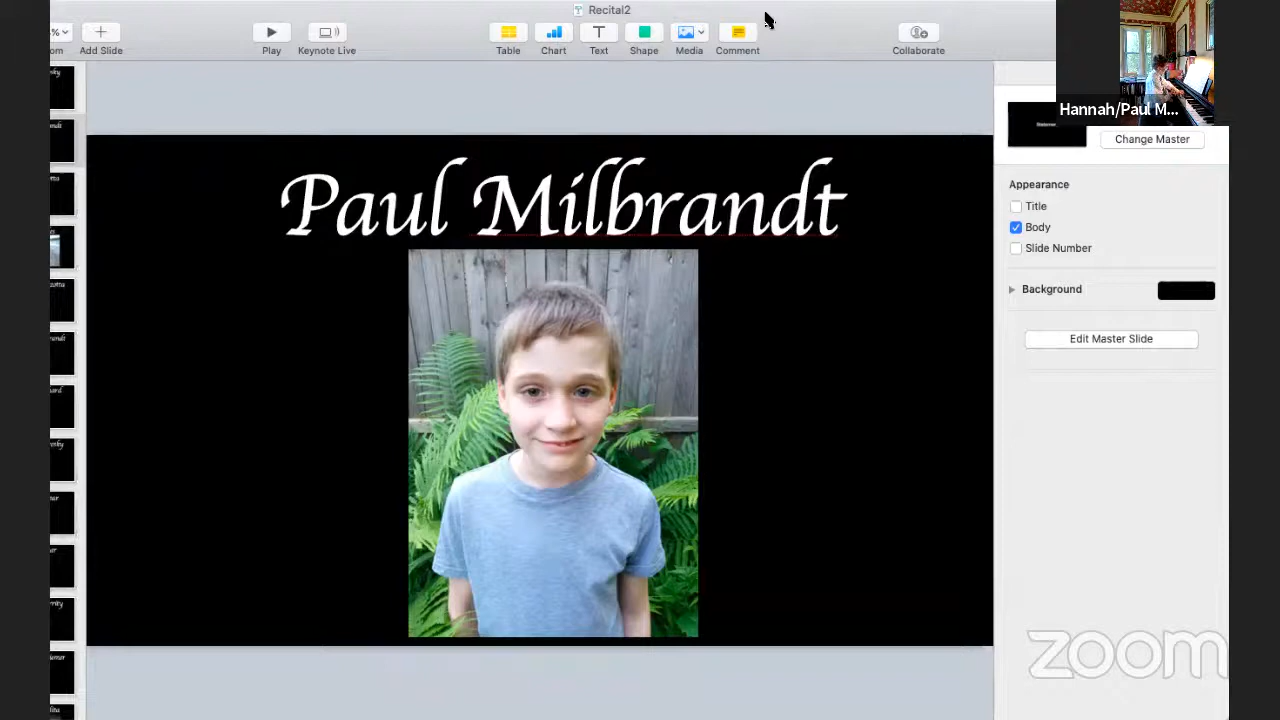 Recital2
Add Slide
Play
Keynote Live
Table
Chart
Text
Shape
Media
Comment
Collaborate
Hannah/Paul M...
Change Master
Paul Milbrandt
Appearance
Title
Body
Slide Number
Background
Edit Master Slide
zoom